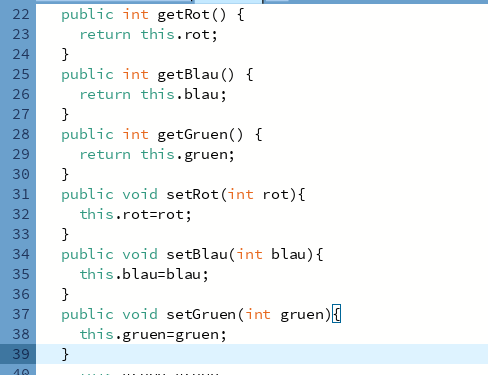 22 public int getRot() {
23 return this.rot;
24 }
25 public int getBlau() {
26 return this.blau;
27 }
28 public int getGruen() {
29 return this.gruen;
30 }
31 public void setRot(int rot){
32 this.rot=rot;
33 }
34 public void setBlau(int blau){
35 this.blau=blau;
36 }
37 public void setGruen(int gruen){
38 this.gruen=gruen;
39 }